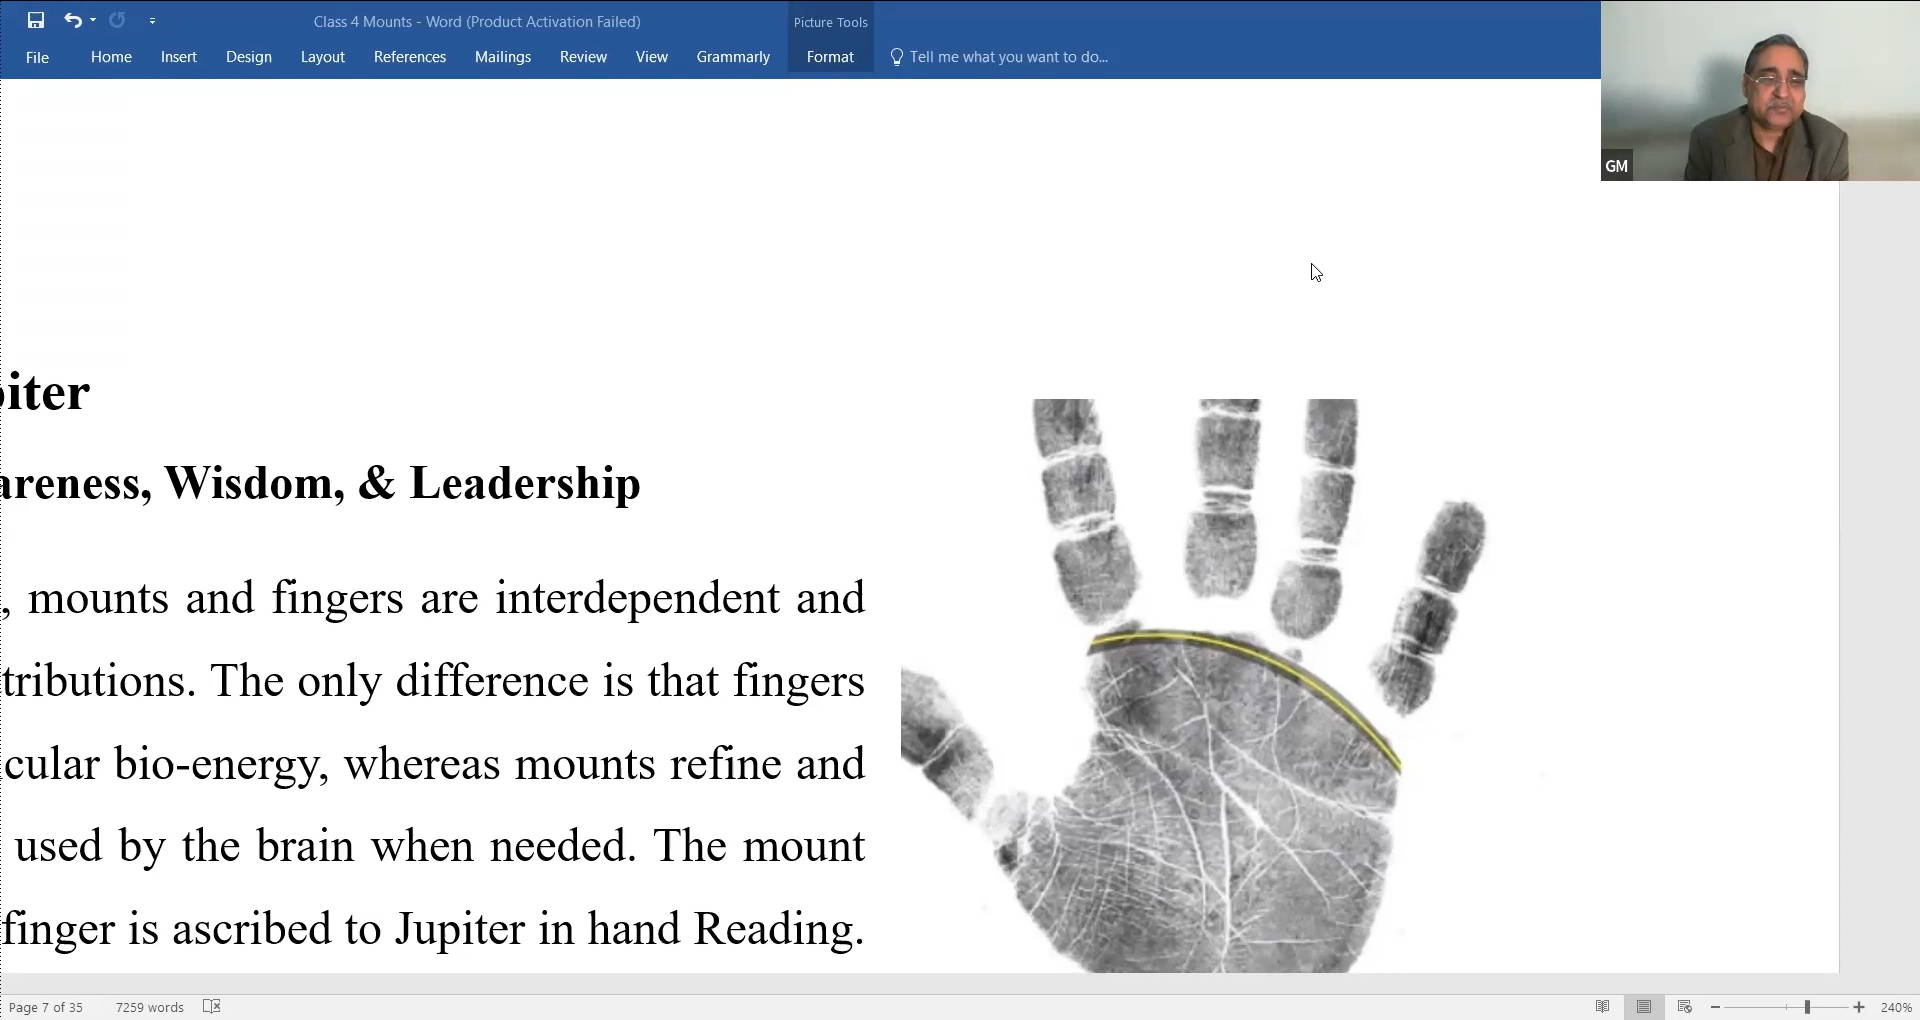 Class 4 Mounts - Word (Product Activation Failed)
Picture Tools
File Home Insert Design Layout References Mailings Review View Grammarly Format Tell me what you want to do...
GM
iter
areness, Wisdom, & Leadership
, mounts and fingers are interdependent and
tributions. The only difference is that fingers
cular bio-energy, whereas mounts refine and
used by the brain when needed. The mount
finger is ascribed to Jupiter in hand Reading.
Page 7 of 35 7259 words 240%